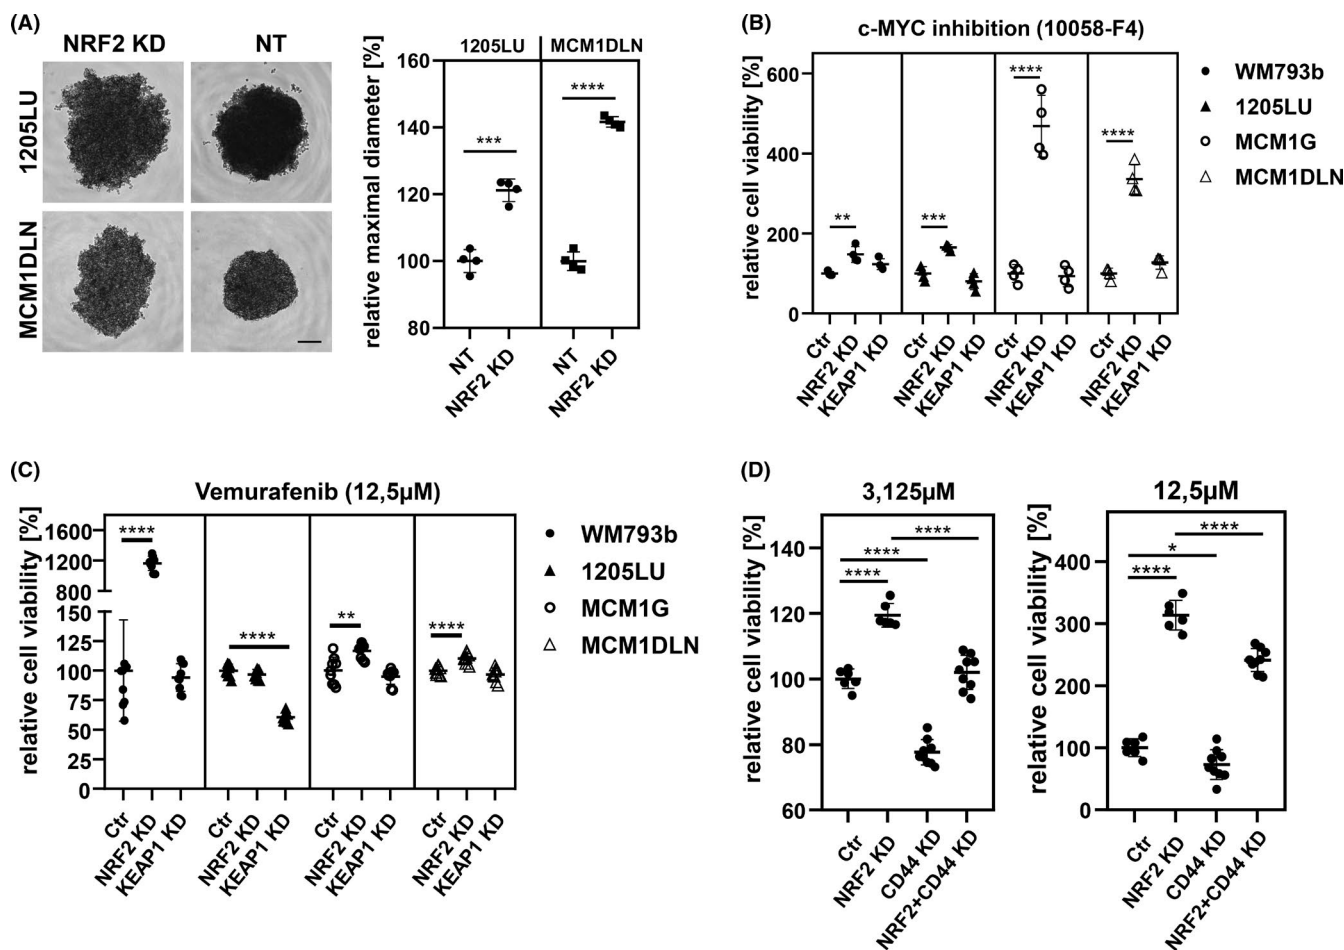 (A)
NRF2 KD NT
1205LU
MCM1DLN
relative maximal diameter [%]
1205LU MCM1DLN
160
140
120
100
80
*** ****
NT NRF2 KD NT NRF2 KD
(B)
c-MYC inhibition (10058-F4)
relative cell viability [%]
600
400
200
0
** *** **** ****
Ctr NRF2 KD KEAP1 KD Ctr NRF2 KD KEAP1 KD Ctr NRF2 KD KEAP1 KD Ctr NRF2 KD KEAP1 KD
WM793b
1205LU
MCM1G
MCM1DLN
(C)
Vemurafenib (12,5µM)
relative cell viability [%]
1600
1200
800
150
125
100
75
50
25
0
**** **** ** ****
Ctr NRF2 KD KEAP1 KD Ctr NRF2 KD KEAP1 KD Ctr NRF2 KD KEAP1 KD Ctr NRF2 KD KEAP1 KD
WM793b
1205LU
MCM1G
MCM1DLN
(D)
3,125µM
relative cell viability [%]
140
120
100
80
60
****
****
****
Ctr NRF2 KD CD44 KD NRF2+CD44 KD
12,5µM
relative cell viability [%]
400
300
200
100
0
****
*
****
Ctr NRF2 KD CD44 KD NRF2+CD44 KD